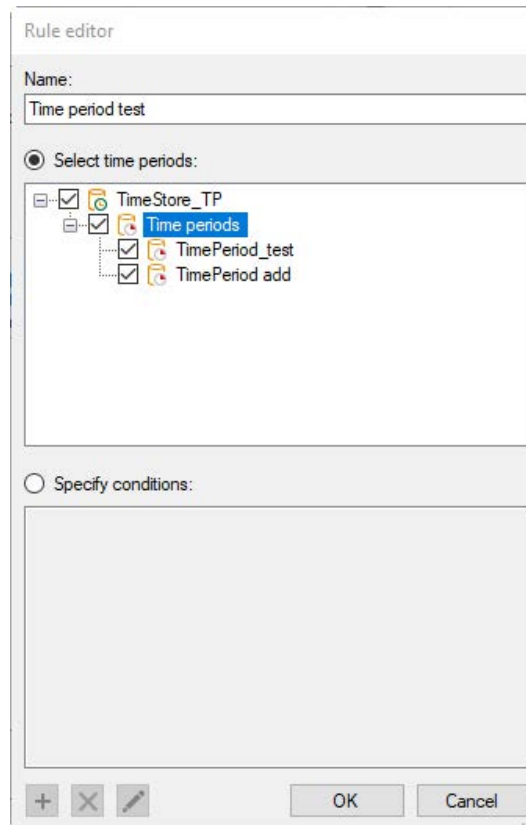 Rule editor
Name:
Time period test
Select time periods:
TimeStore_TP
Time periods
TimePeriod_test
TimePeriod add
Specify conditions:
OK
Cancel